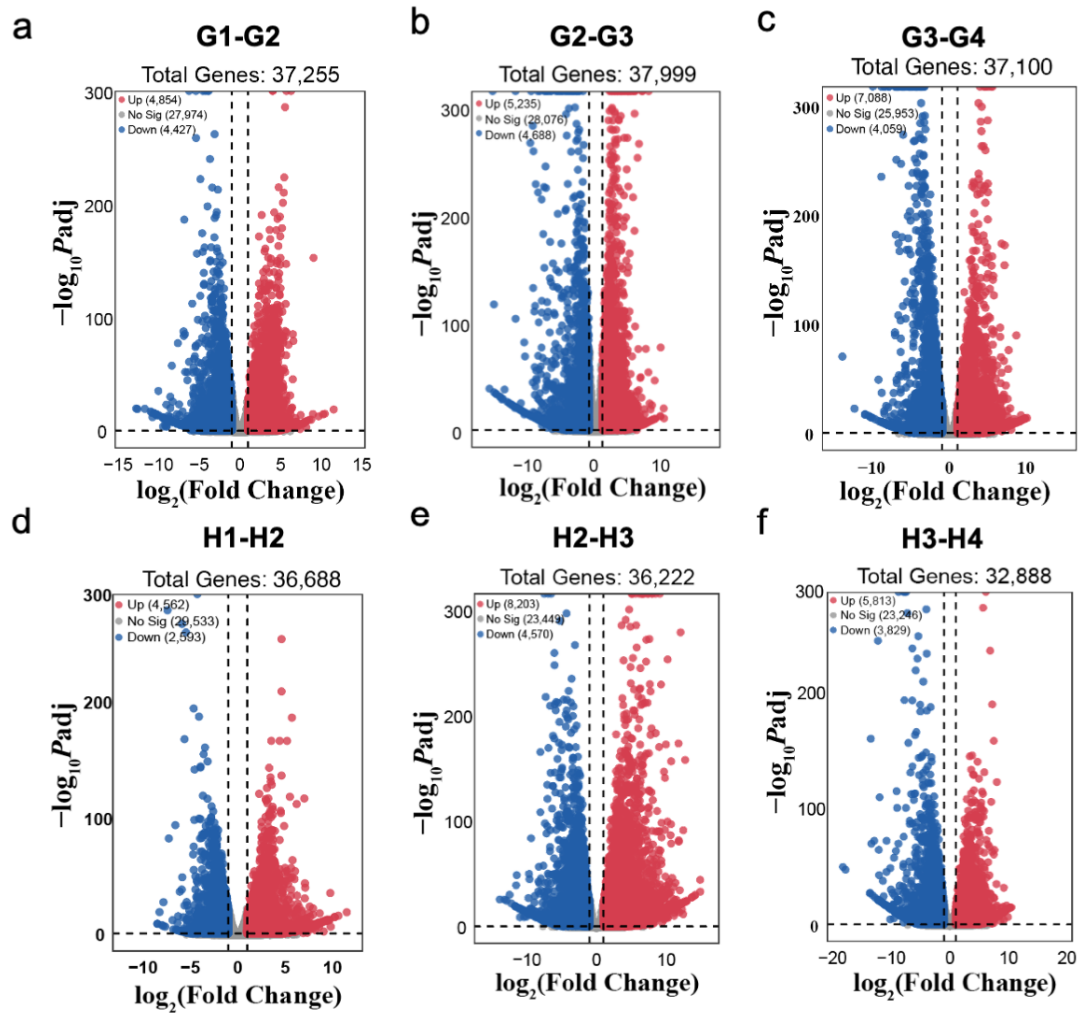 a
G1-G2
Total Genes: 37,255
Up (4,854)
No Sig (27,974)
Down (4,427)
300
200
100
0
−log10Padj
−15 −10 −5 0 5 10 15
log2(Fold Change)
b
G2-G3
Total Genes: 37,999
Up (5,235)
No Sig (28,076)
Down (4,688)
300
200
100
0
−log10Padj
−10 0 10
log2(Fold Change)
c
G3-G4
Total Genes: 37,100
Up (7,088)
No Sig (25,953)
Down (4,059)
300
200
100
0
−log10Padj
−10 0 10
log2(Fold Change)
d
H1-H2
Total Genes: 36,688
Up (4,562)
No Sig (29,533)
Down (2,593)
300
200
100
0
−log10Padj
−10 −5 0 5 10
log2(Fold Change)
e
H2-H3
Total Genes: 36,222
Up (8,203)
No Sig (23,449)
Down (4,570)
300
200
100
0
−log10Padj
−10 0 10
log2(Fold Change)
f
H3-H4
Total Genes: 32,888
Up (5,813)
No Sig (23,246)
Down (3,829)
300
200
100
0
−log10Padj
−20 −10 0 10 20
log2(Fold Change)